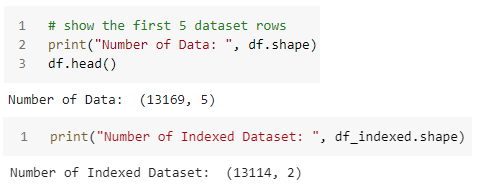 1 # show the first 5 dataset rows
2 print("Number of Data: ", df.shape)
3 df.head()
Number of Data:  (13169, 5)
1 print("Number of Indexed Dataset: ", df_indexed.shape)
Number of Indexed Dataset:  (13114, 2)